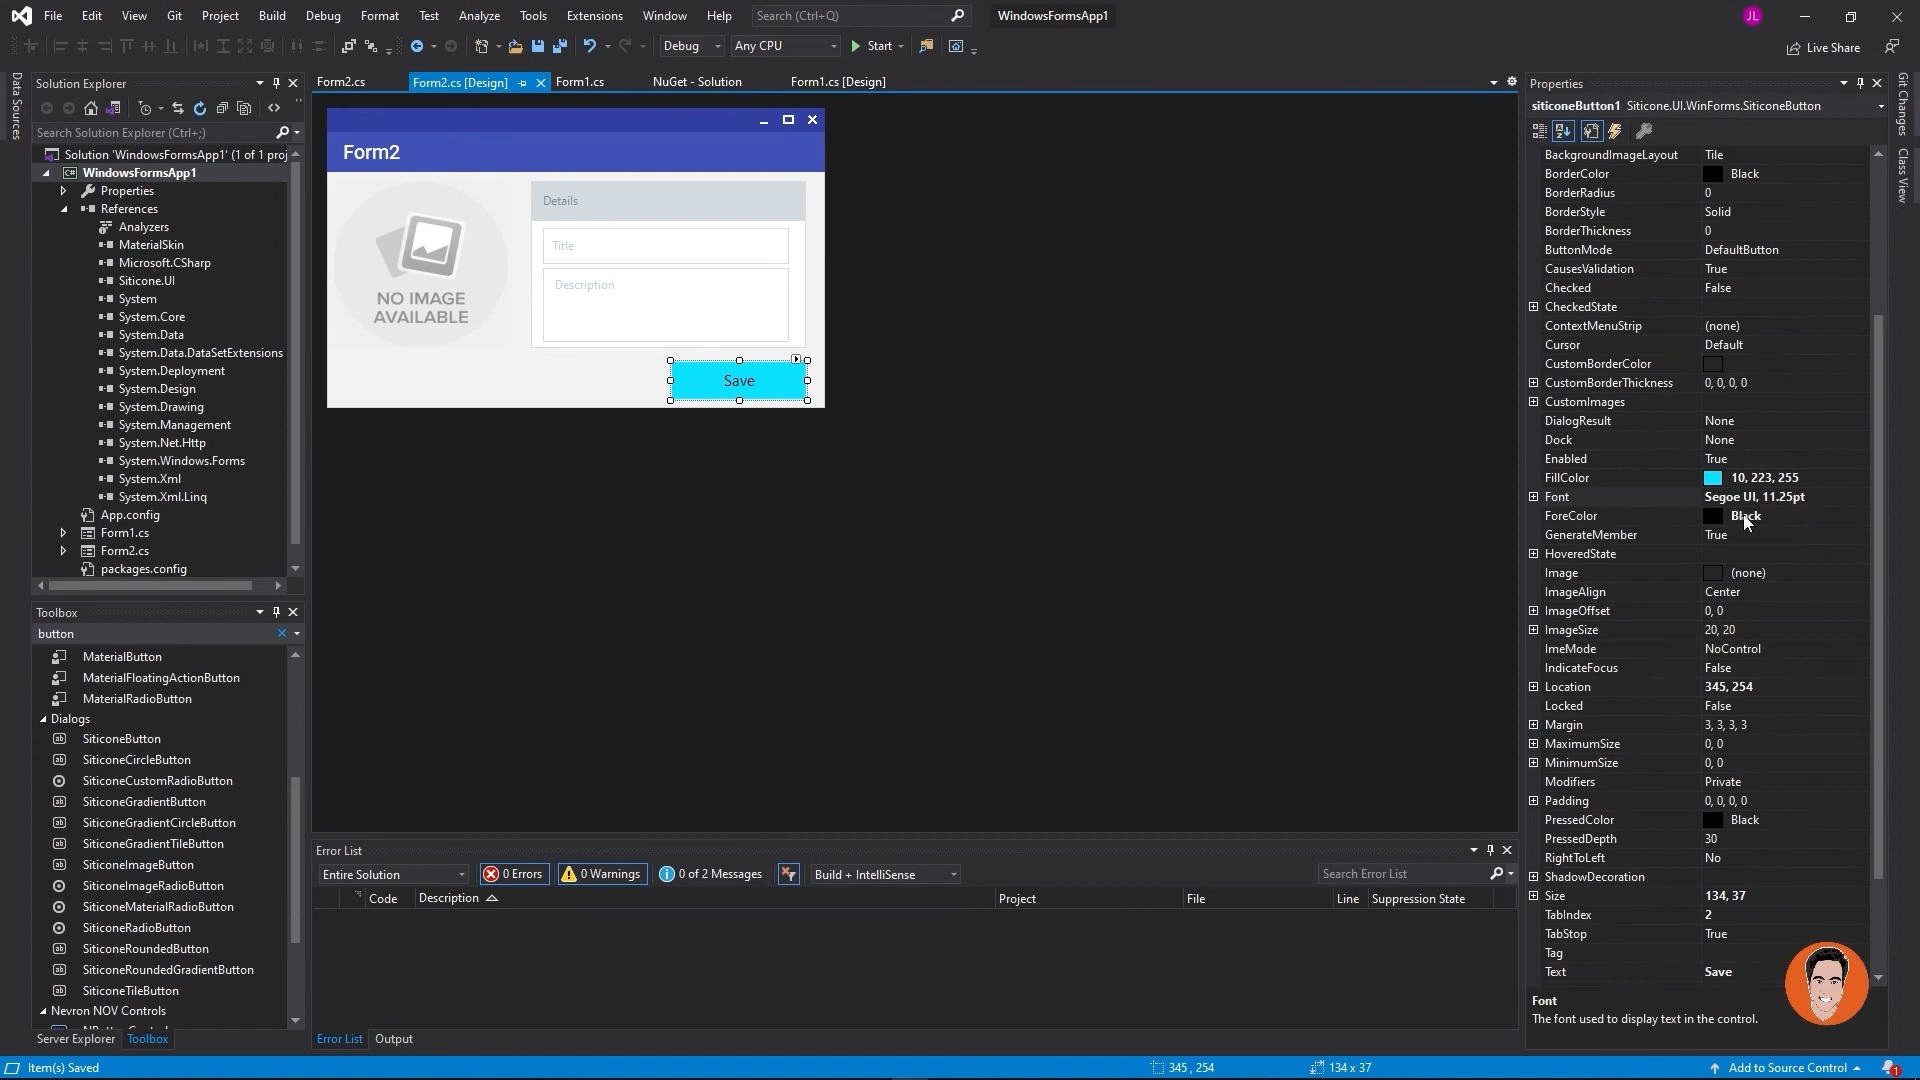 File Edit View Git Project Build Debug Format Test Analyze Tools Extensions Window Help Search (Ctrl+Q) WindowsFormsApp1 JL
Debug Any CPU Start Live Share
Data Sources
Solution Explorer
Search Solution Explorer (Ctrl+;)
Solution 'WindowsFormsApp1' (1 of 1 proj
WindowsFormsApp1
Properties
References
Analyzers
MaterialSkin
Microsoft.CSharp
Siticone.UI
System
System.Core
System.Data
System.Data.DataSetExtensions
System.Deployment
System.Design
System.Drawing
System.Management
System.Net.Http
System.Windows.Forms
System.Xml
System.Xml.Linq
App.config
Form1.cs
Form2.cs
packages.config
Toolbox
button
MaterialButton
MaterialFloatingActionButton
MaterialRadioButton
Dialogs
SiticoneButton
SiticoneCircleButton
SiticoneCustomRadioButton
SiticoneGradientButton
SiticoneGradientCircleButton
SiticoneGradientTileButton
SiticoneImageButton
SiticoneImageRadioButton
SiticoneMaterialRadioButton
SiticoneRadioButton
SiticoneRoundedButton
SiticoneRoundedGradientButton
SiticoneTileButton
Nevron NOV Controls
Server Explorer Toolbox
Form2.cs Form2.cs [Design] Form1.cs NuGet - Solution Form1.cs [Design]
Form2
NO IMAGE
AVAILABLE
Details
Title
Description
Save
Error List
Entire Solution 0 Errors 0 Warnings 0 of 2 Messages Build + IntelliSense Search Error List
Code Description Project File Line Suppression State
Error List Output
Properties
siticoneButton1 Siticone.UI.WinForms.SiticoneButton
BackgroundImageLayout Tile
BorderColor Black
BorderRadius 0
BorderStyle Solid
BorderThickness 0
ButtonMode DefaultButton
CausesValidation True
Checked False
CheckedState
ContextMenuStrip (none)
Cursor Default
CustomBorderColor
CustomBorderThickness 0, 0, 0, 0
CustomImages
DialogResult None
Dock None
Enabled True
FillColor 10, 223, 255
Font Segoe UI, 11.25pt
ForeColor Black
GenerateMember True
HoveredState
Image (none)
ImageAlign Center
ImageOffset 0, 0
ImageSize 20, 20
ImeMode NoControl
IndicateFocus False
Location 345, 254
Locked False
Margin 3, 3, 3, 3
MaximumSize 0, 0
MinimumSize 0, 0
Modifiers Private
Padding 0, 0, 0, 0
PressedColor Black
PressedDepth 30
RightToLeft No
ShadowDecoration
Size 134, 37
TabIndex 2
TabStop True
Tag
Text Save
Font
The font used to display text in the control.
Git Changes
Class View
Item(s) Saved 345 , 254 134 x 37 Add to Source Control 1